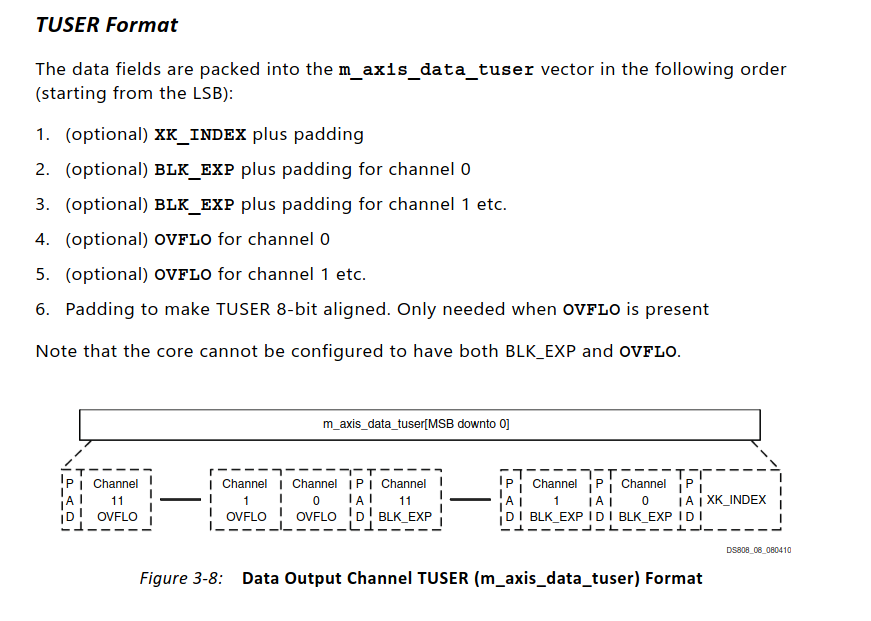 TUSER Format
The data fields are packed into the m_axis_data_tuser vector in the following order
(starting from the LSB):
1. (optional) XK_INDEX plus padding
2. (optional) BLK_EXP plus padding for channel 0
3. (optional) BLK_EXP plus padding for channel 1 etc.
4. (optional) OVFLO for channel 0
5. (optional) OVFLO for channel 1 etc.
6. Padding to make TUSER 8-bit aligned. Only needed when OVFLO is present
Note that the core cannot be configured to have both BLK_EXP and OVFLO.
m_axis_data_tuser[MSB downto 0]
P Channel Channel Channel P Channel P Channel P Channel P
A 11 1 0 A 11 A 1 A 0 A XK_INDEX
D OVFLO OVFLO OVFLO D BLK_EXP D BLK_EXP D BLK_EXP D
DS808_08_080410
Figure 3-8: Data Output Channel TUSER (m_axis_data_tuser) Format